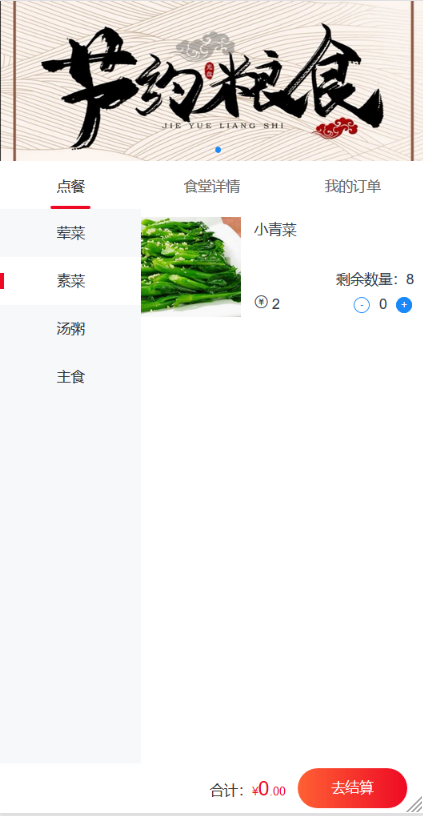 节约粮食
JIE YUE LIANG SHI
点餐 食堂详情 我的订单
荤菜
素菜
汤粥
主食
小青菜
剩余数量：8
¥ 2 - 0 +
合计：¥0.00 去结算